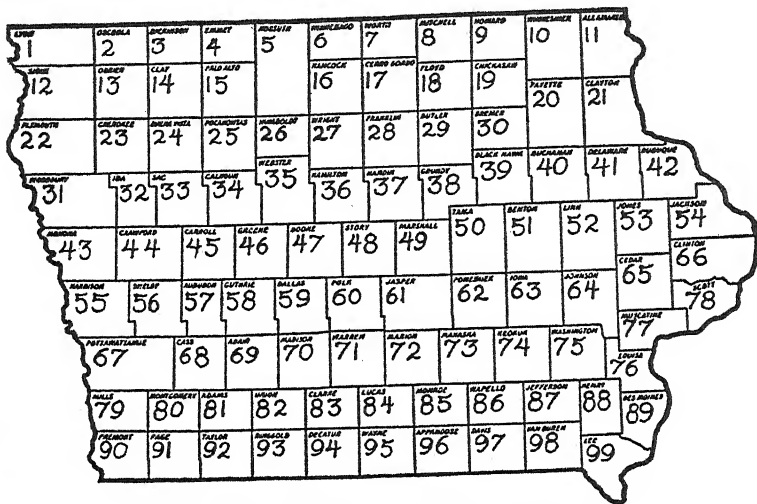 LYON 1
OSCEOLA 2
DICKINSON 3
EMMET 4
KOSSUTH 5
WINNEBAGO 6
WORTH 7
MITCHELL 8
HOWARD 9
WINNESHIEK 10
ALLAMAKEE 11
SIOUX 12
OBRIEN 13
CLAY 14
PALO ALTO 15
HANCOCK 16
CERRO GORDO 17
FLOYD 18
CHICKASAW 19
FAYETTE 20
CLAYTON 21
PLYMOUTH 22
CHEROKEE 23
BUENA VISTA 24
POCAHONTAS 25
HUMBOLDT 26
WRIGHT 27
FRANKLIN 28
BUTLER 29
BREMER 30
WOODBURY 31
IDA 32
SAC 33
CALHOUN 34
WEBSTER 35
HAMILTON 36
HARDIN 37
GRUNDY 38
BLACK HAWK 39
BUCHANAN 40
DELAWARE 41
DUBUQUE 42
MONONA 43
CRAWFORD 44
CARROLL 45
GREENE 46
BOONE 47
STORY 48
MARSHALL 49
TAMA 50
BENTON 51
LINN 52
JONES 53
JACKSON 54
HARRISON 55
SHELBY 56
AUDUBON 57
GUTHRIE 58
DALLAS 59
POLK 60
JASPER 61
POWESHIEK 62
IOWA 63
JOHNSON 64
CEDAR 65
CLINTON 66
POTTAWATTAMIE 67
CASS 68
ADAIR 69
MADISON 70
WARREN 71
MARION 72
MAHASKA 73
KEOKUK 74
WASHINGTON 75
LOUISA 76
MUSCATINE 77
SCOTT 78
MILLS 79
MONTGOMERY 80
ADAMS 81
UNION 82
CLARKE 83
LUCAS 84
MONROE 85
WAPELLO 86
JEFFERSON 87
HENRY 88
DES MOINES 89
FREMONT 90
PAGE 91
TAYLOR 92
RINGGOLD 93
DECATUR 94
WAYNE 95
APPANOOSE 96
DAVIS 97
VAN BUREN 98
LEE 99